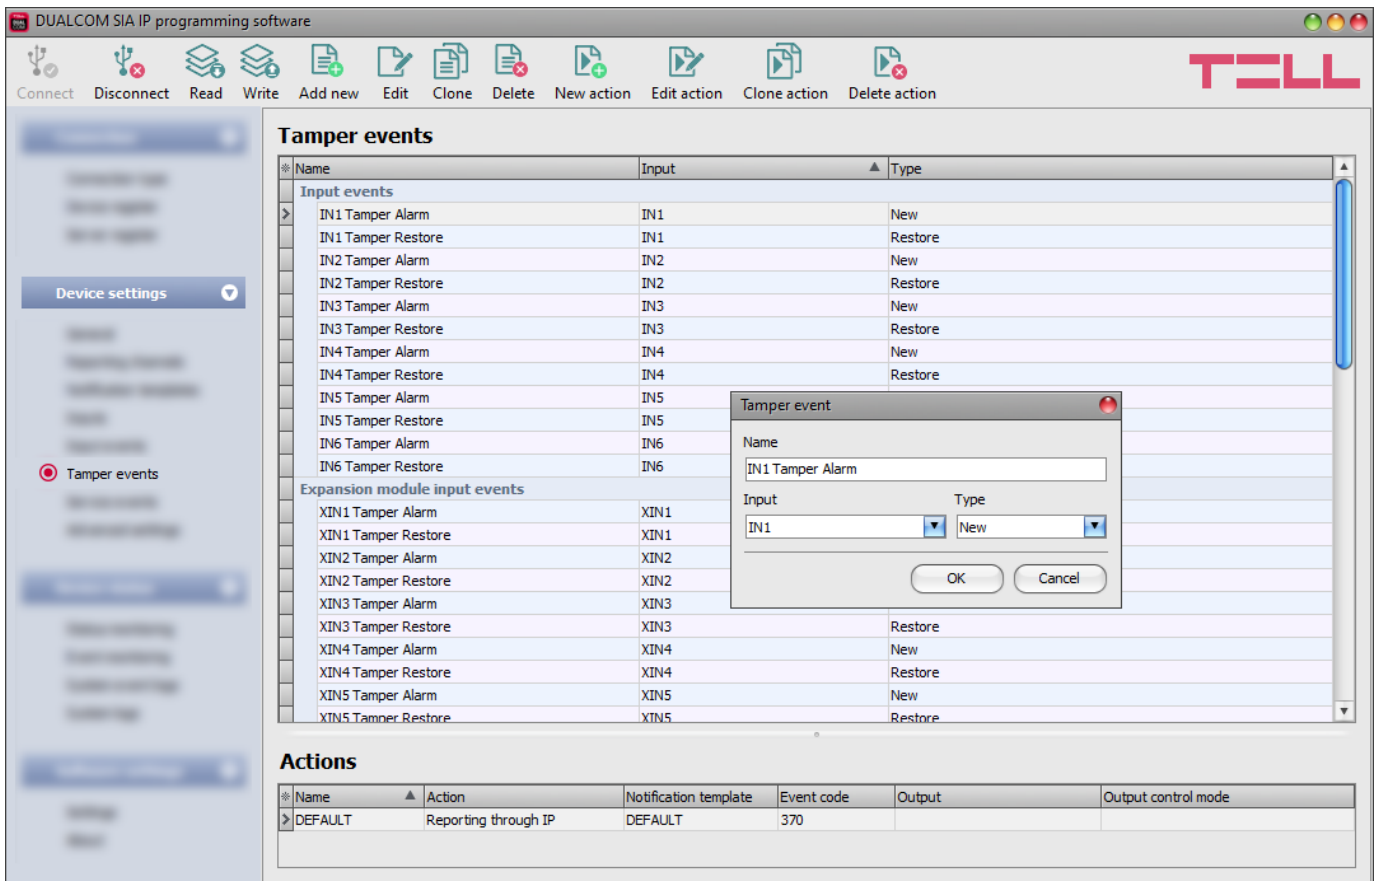 DUALCOM SIA IP programming software
Connect Disconnect Read Write Add new Edit Clone Delete New action Edit action Clone action Delete action
TELL
Device settings
Tamper events
Tamper events
Name Input Type
Input events
IN1 Tamper Alarm IN1 New
IN1 Tamper Restore IN1 Restore
IN2 Tamper Alarm IN2 New
IN2 Tamper Restore IN2 Restore
IN3 Tamper Alarm IN3 New
IN3 Tamper Restore IN3 Restore
IN4 Tamper Alarm IN4 New
IN4 Tamper Restore IN4 Restore
IN5 Tamper Alarm IN5
IN5 Tamper Restore IN5
IN6 Tamper Alarm IN6
IN6 Tamper Restore IN6
Expansion module input events
XIN1 Tamper Alarm XIN1
XIN1 Tamper Restore XIN1
XIN2 Tamper Alarm XIN2
XIN2 Tamper Restore XIN2
XIN3 Tamper Alarm XIN3
XIN3 Tamper Restore XIN3 Restore
XIN4 Tamper Alarm XIN4 New
XIN4 Tamper Restore XIN4 Restore
XIN5 Tamper Alarm XIN5 New
XIN5 Tamper Restore XIN5 Restore
Tamper event
Name
IN1 Tamper Alarm
Input Type
IN1 New
OK Cancel
Actions
Name Action Notification template Event code Output Output control mode
DEFAULT Reporting through IP DEFAULT 370